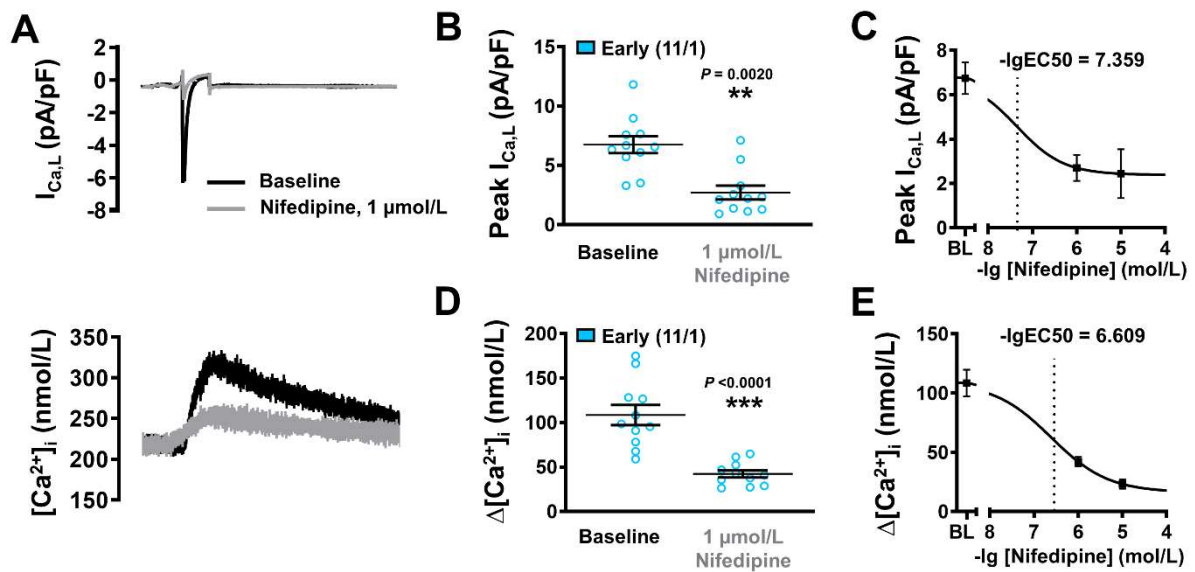 A
I_Ca,L (pA/pF)
2
0
-2
-4
-6
-8
Baseline
Nifedipine, 1 µmol/L
[Ca²⁺]ᵢ (nmol/L)
350
300
250
200
150
B
Peak I_Ca,L (pA/pF)
15
10
5
0
Early (11/1)
P = 0.0020
**
Baseline
1 µmol/L
Nifedipine
C
Peak I_Ca,L (pA/pF)
8
6
4
2
0
-lgEC50 = 7.359
BL 8 7 6 5 4
-lg [Nifedipine] (mol/L)
D
Δ[Ca²⁺]ᵢ (nmol/L)
200
150
100
50
0
Early (11/1)
P <0.0001
***
Baseline
1 µmol/L
Nifedipine
E
Δ[Ca²⁺]ᵢ (nmol/L)
150
100
50
0
-lgEC50 = 6.609
BL 8 7 6 5 4
-lg [Nifedipine] (mol/L)